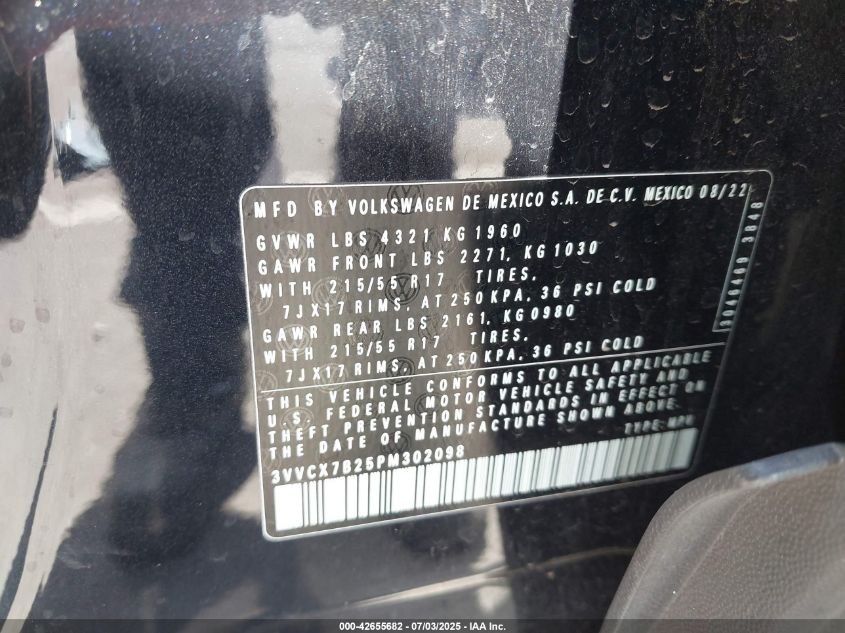 MFD BY VOLKSWAGEN DE MEXICO S.A. DE C.V. MEXICO 08/22
GVWR LBS 4321 KG 1960
GAWR FRONT LBS 2271, KG 1030
WITH 215/55 R17 TIRES,
7JX17 RIMS, AT 250 KPA, 36 PSI COLD
GAWR REAR LBS 2161, KG 0980
WITH 215/55 R17 TIRES,
7JX17 RIMS, AT 250 KPA, 36 PSI COLD
THIS VEHICLE CONFORMS TO ALL APPLICABLE
U.S. FEDERAL MOTOR VEHICLE SAFETY AND
THEFT PREVENTION STANDARDS IN EFFECT ON
THE DATE OF MANUFACTURE SHOWN ABOVE.
TYPE: MPV
3VVCX7B25PM302098
3848
000-42655682 / 07/03/2025 - IAA Inc.